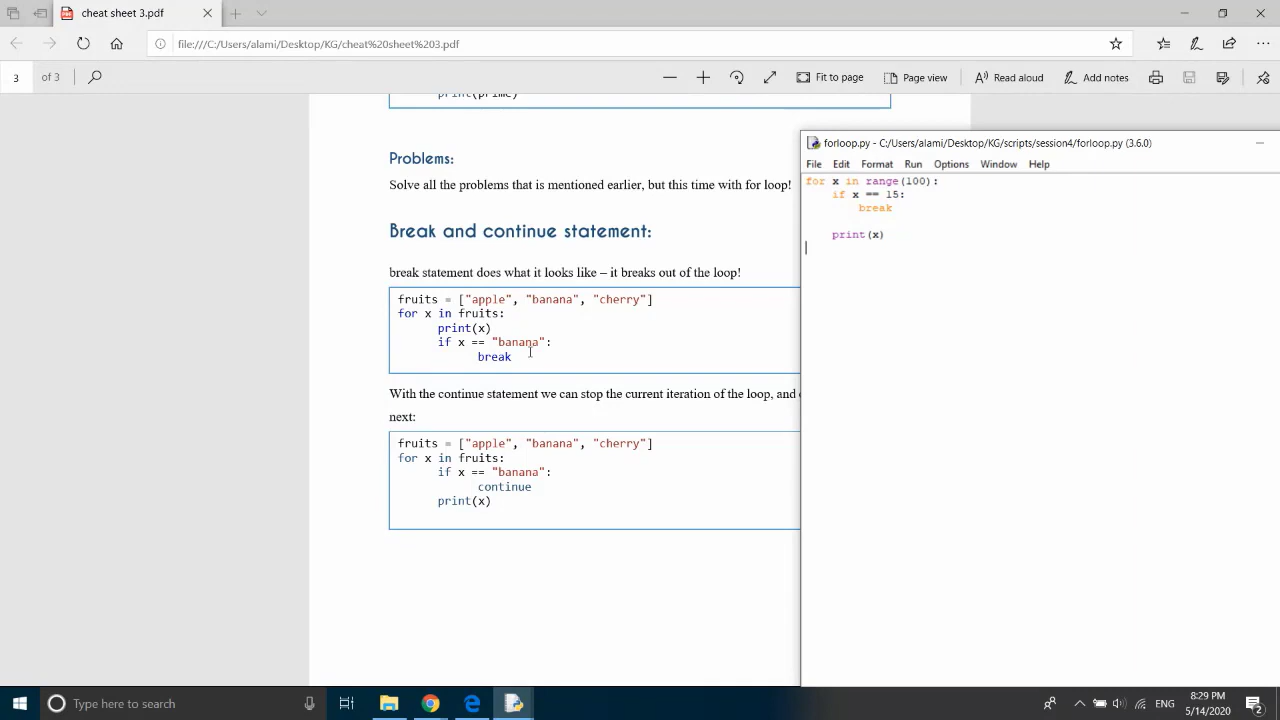 cheat sheet 3.pdf
file:///C:/Users/alami/Desktop/KG/cheat%20sheet%203.pdf
3 of 3
Fit to page
Page view
Read aloud
Add notes
print(prime)
Problems:
Solve all the problems that is mentioned earlier, but this time with for loop!
Break and continue statement:
break statement does what it looks like – it breaks out of the loop!
fruits = ["apple", "banana", "cherry"]
for x in fruits:
print(x)
if x == "banana":
break
With the continue statement we can stop the current iteration of the loop, and
next:
fruits = ["apple", "banana", "cherry"]
for x in fruits:
if x == "banana":
continue
print(x)
forloop.py - C:/Users/alami/Desktop/KG/scripts/session4/forloop.py (3.6.0)
File Edit Format Run Options Window Help
for x in range(100):
if x == 15:
break
print(x)
Type here to search
ENG
8:29 PM
5/14/2020
2